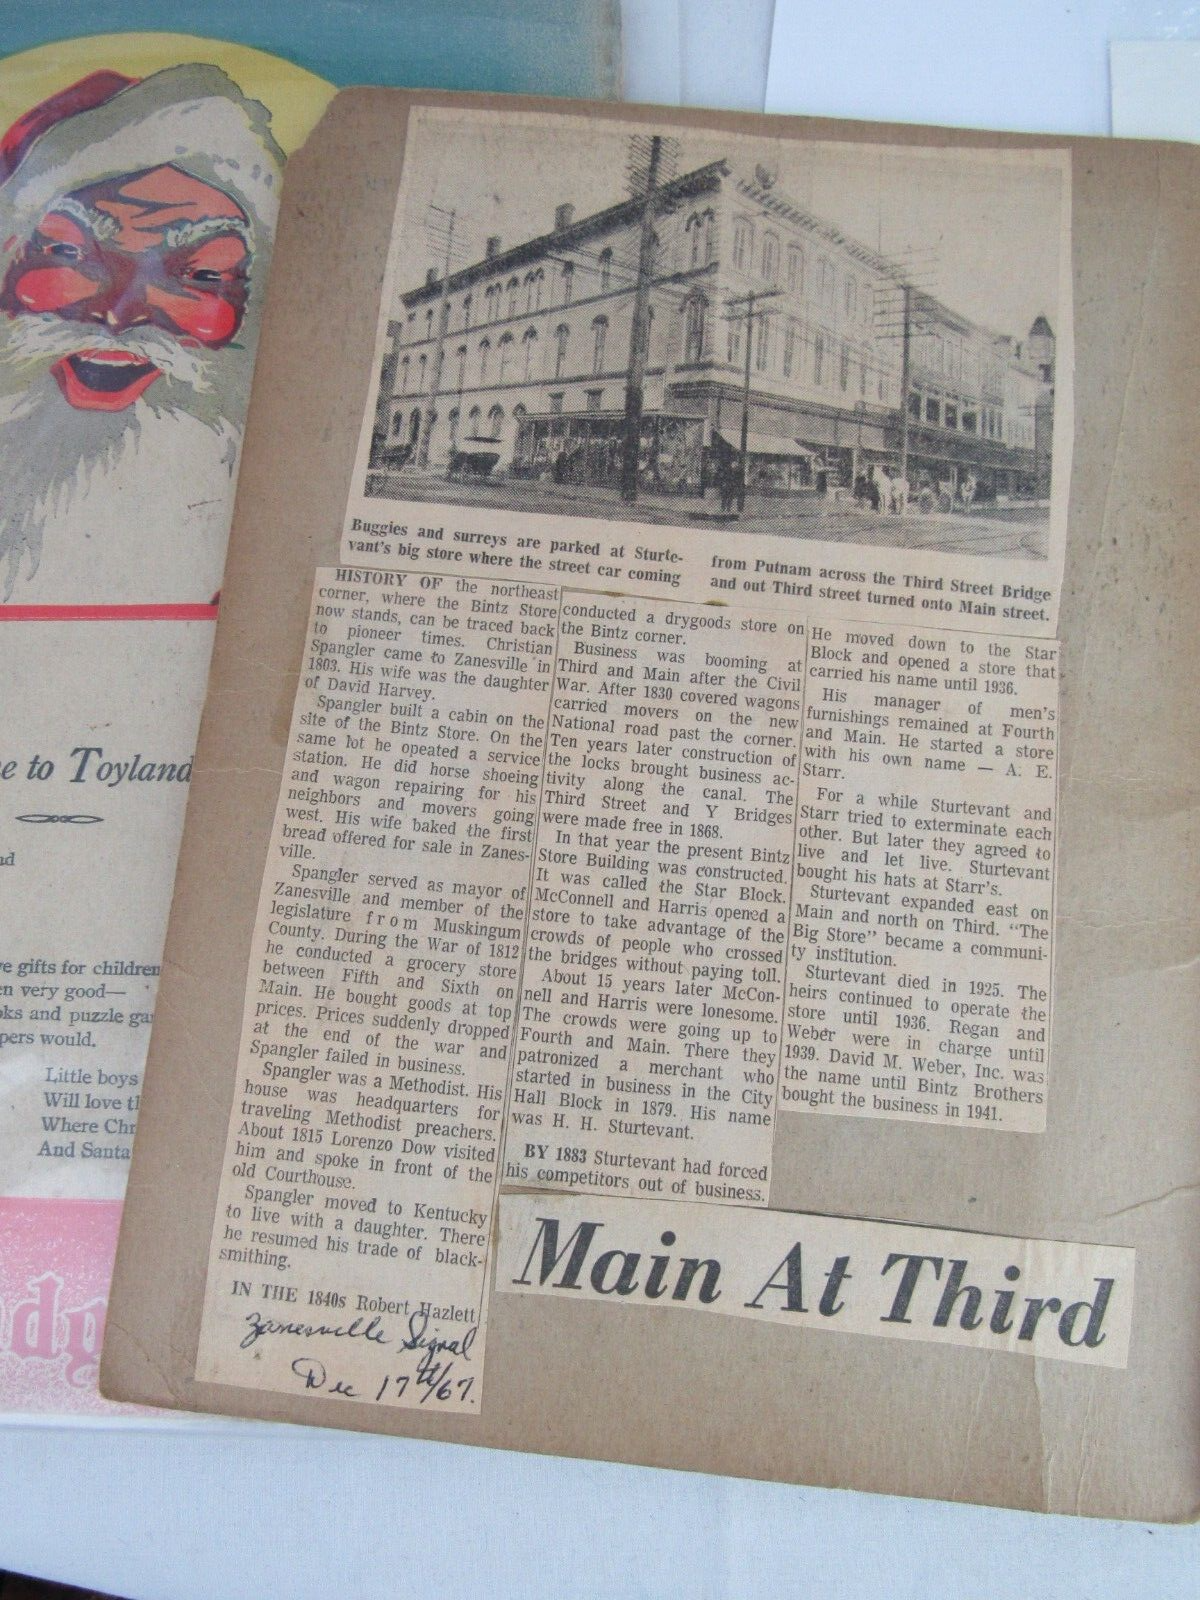 Buggies and surreys are parked at Sturte-
vant's big store where the street car coming
from Putnam across the Third Street Bridge
and out Third street turned onto Main street.
HISTORY OF the northeast
corner, where the Bintz Store
now stands, can be traced back
to pioneer times. Christian
Spangler came to Zanesville in
1803. His wife was the daughter
of David Harvey.
Spangler built a cabin on the
site of the Bintz Store. On the
same lot he opeated a service
station. He did horse shoeing
and wagon repairing for his
neighbors and movers going
west. His wife baked the first
bread offered for sale in Zanes-
ville.
Spangler served as mayor of
Zanesville and member of the
legislature from Muskingum
County. During the War of 1812
he conducted a grocery store
between Fifth and Sixth on
Main. He bought goods at top
prices. Prices suddenly dropped
at the end of the war and
Spangler failed in business.
Spangler was a Methodist. His
house was headquarters for
traveling Methodist preachers.
About 1815 Lorenzo Dow visited
him and spoke in front of the
old Courthouse.
Spangler moved to Kentucky
to live with a daughter. There
he resumed his trade of black-
smithing.
IN THE 1840s Robert Hazlett
Zanesville Signal
Dec 17th/67.
conducted a drygoods store on
the Bintz corner.
Business was booming at
Third and Main after the Civil
War. After 1830 covered wagons
carried movers on the new
National road past the corner.
Ten years later construction of
the locks brought business ac-
tivity along the canal. The
Third Street and Y Bridges
were made free in 1868.
In that year the present Bintz
Store Building was constructed.
It was called the Star Block.
McConnell and Harris opened a
store to take advantage of the
crowds of people who crossed
the bridges without paying toll.
About 15 years later McCon-
nell and Harris were lonesome.
The crowds were going up to
Fourth and Main. There they
patronized a merchant who
started in business in the City
Hall Block in 1879. His name
was H. H. Sturtevant.
BY 1883 Sturtevant had forced
his competitors out of business.
He moved down to the Star
Block and opened a store that
carried his name until 1936.
His manager of men's
furnishings remained at Fourth
and Main. He started a store
with his own name — A. E.
Starr.
For a while Sturtevant and
Starr tried to exterminate each
other. But later they agreed to
live and let live. Sturtevant
bought his hats at Starr's.
Sturtevant expanded east on
Main and north on Third. "The
Big Store" became a communi-
ty institution.
Sturtevant died in 1925. The
heirs continued to operate the
store until 1936. Regan and
Weber were in charge until
1939. David M. Weber, Inc. was
the name until Bintz Brothers
bought the business in 1941.
Main At Third
e to Toyland
nd
ve gifts for children
en very good—
oks and puzzle ga
pers would.
Little boys
Will love t
Where Chr
And Santa
ndy